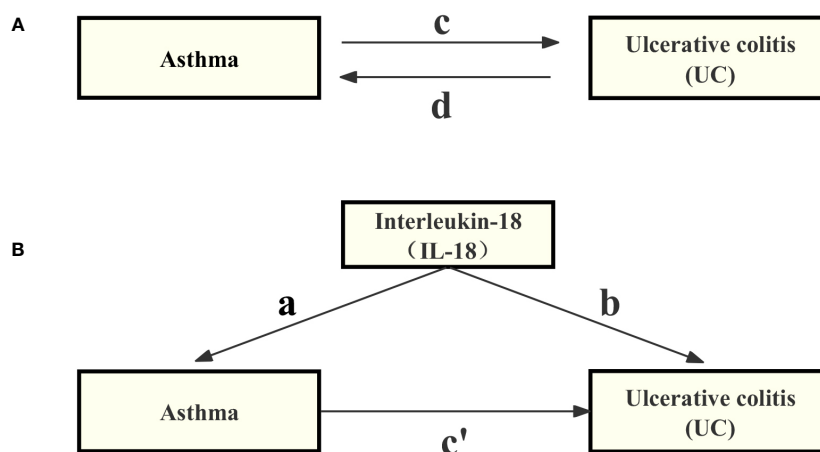 A
Asthma
c
d
Ulcerative colitis
(UC)
B
Interleukin-18
（IL-18）
a
b
Asthma
c'
Ulcerative colitis
(UC)